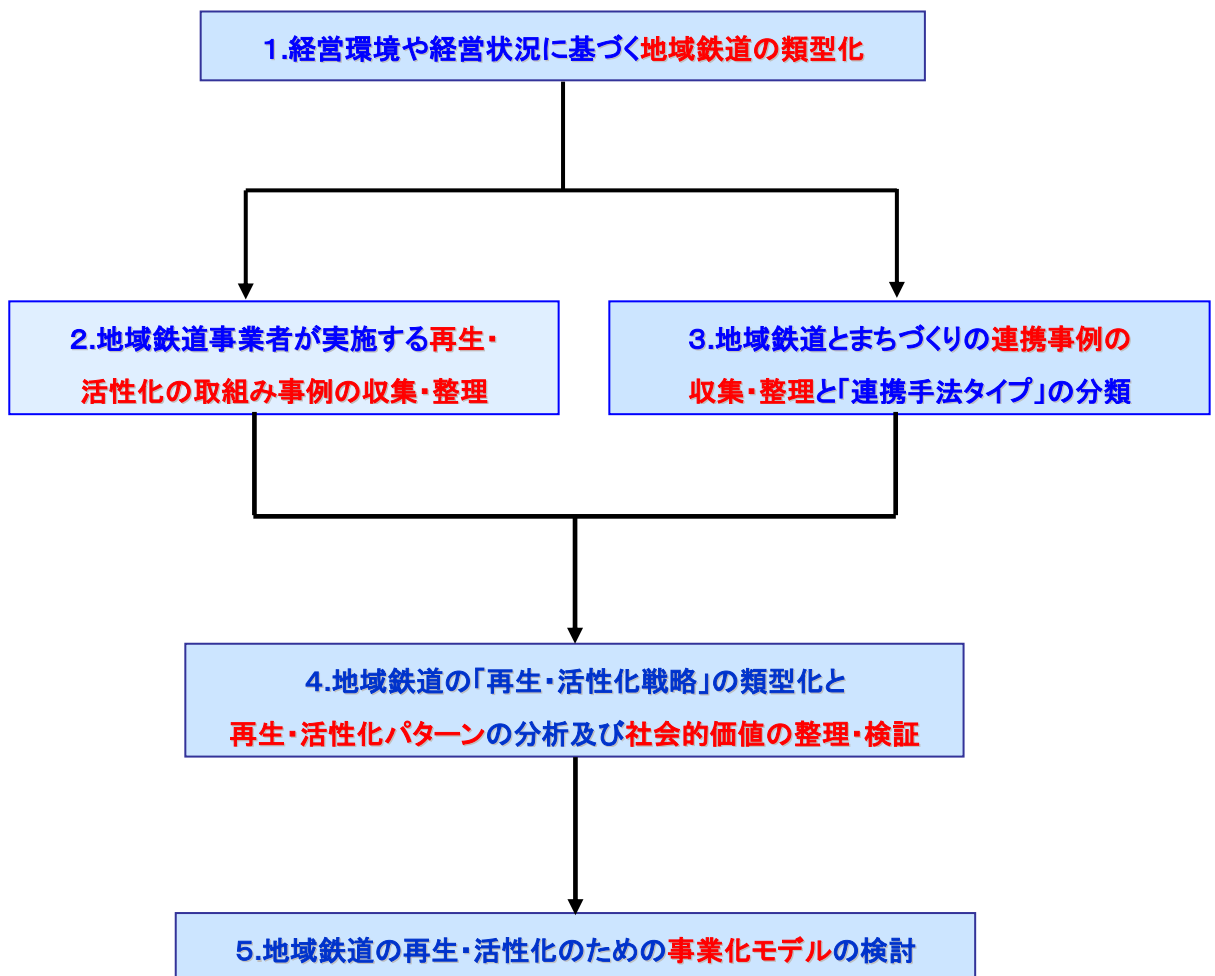 １.経営環境や経営状況に基づく地域鉄道の類型化
２.地域鉄道事業者が実施する再生・
活性化の取組み事例の収集・整理
３.地域鉄道とまちづくりの連携事例の
収集・整理と｢連携手法タイプ｣の分類
４.地域鉄道の｢再生・活性化戦略｣の類型化と
再生・活性化パターンの分析及び社会的価値の整理・検証
５.地域鉄道の再生・活性化のための事業化モデルの検討